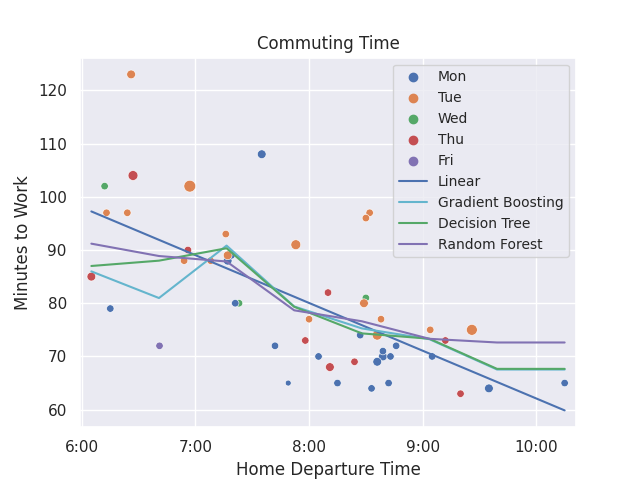 Commuting Time
Minutes to Work
120
110
100
90
80
70
60
Mon
Tue
Wed
Thu
Fri
Linear
Gradient Boosting
Decision Tree
Random Forest
6:00 7:00 8:00 9:00 10:00
Home Departure Time